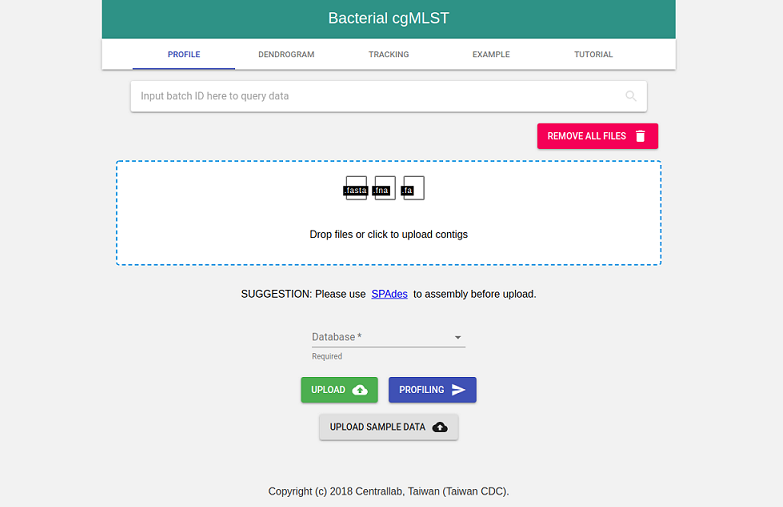 Bacterial cgMLST
PROFILE DENDROGRAM TRACKING EXAMPLE TUTORIAL
Input batch ID here to query data
REMOVE ALL FILES
.fasta .fna .fa
Drop files or click to upload contigs
SUGGESTION: Please use SPAdes to assembly before upload.
Database *
Required
UPLOAD PROFILING
UPLOAD SAMPLE DATA
Copyright (c) 2018 Centrallab, Taiwan (Taiwan CDC).